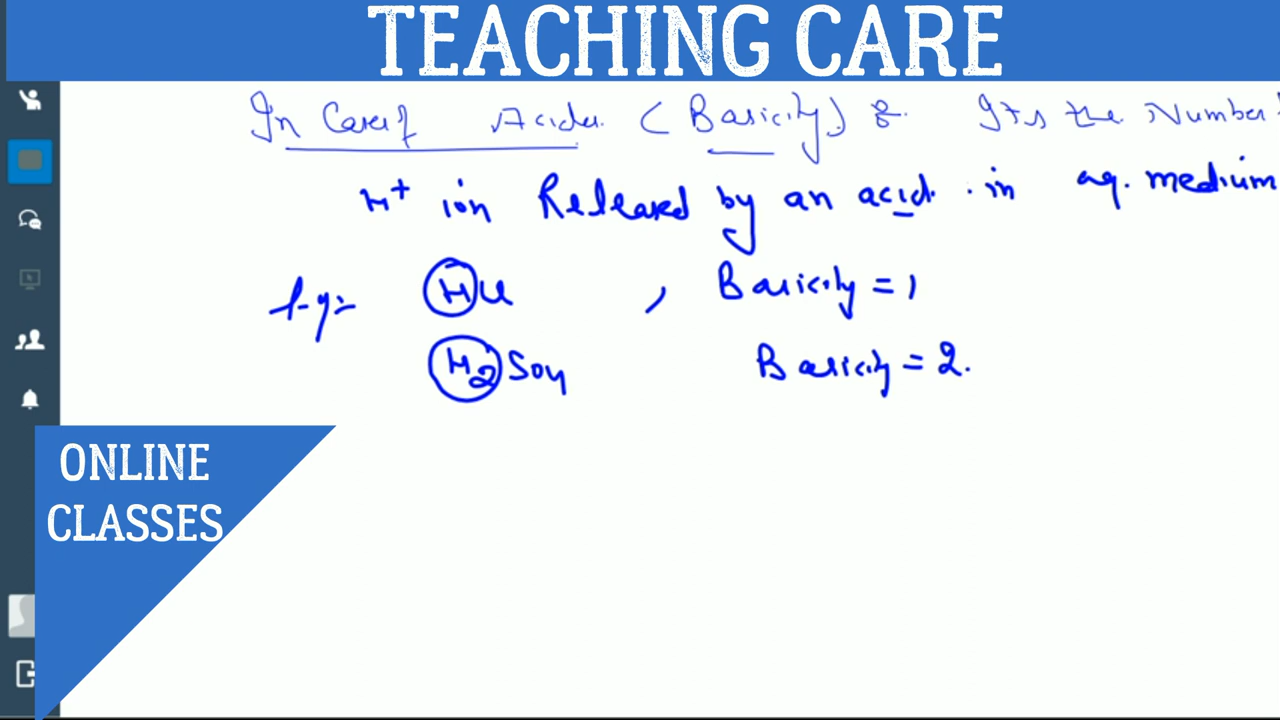 TEACHING CARE
In Case of Acids (Basicity) : Its the Number
H+ ion Released by an acid . in aq. medium
e.g := HCl , Basicity = 1
H2SO4 Basicity = 2.
ONLINE
CLASSES